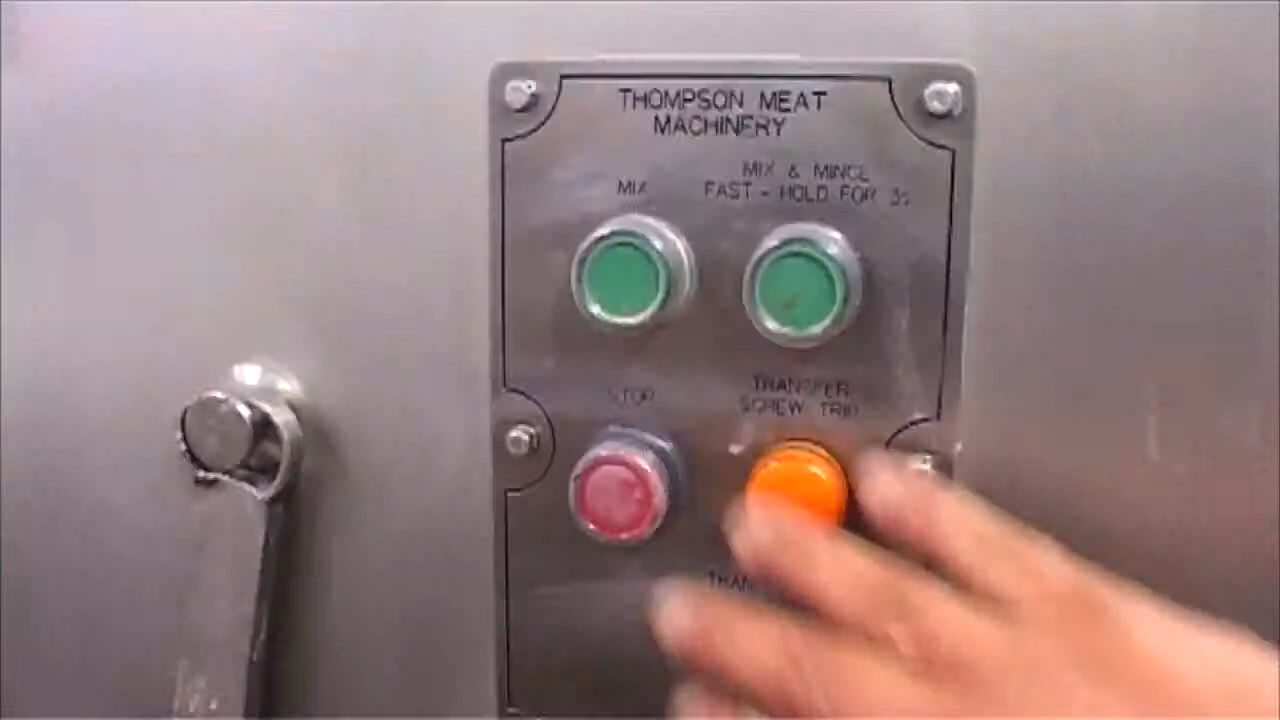 THOMPSON MEAT
MACHINERY
MIX & MINCE
MIX
FAST - HOLD FOR 3s
STOP
TRANSFER
SCREW TRIP